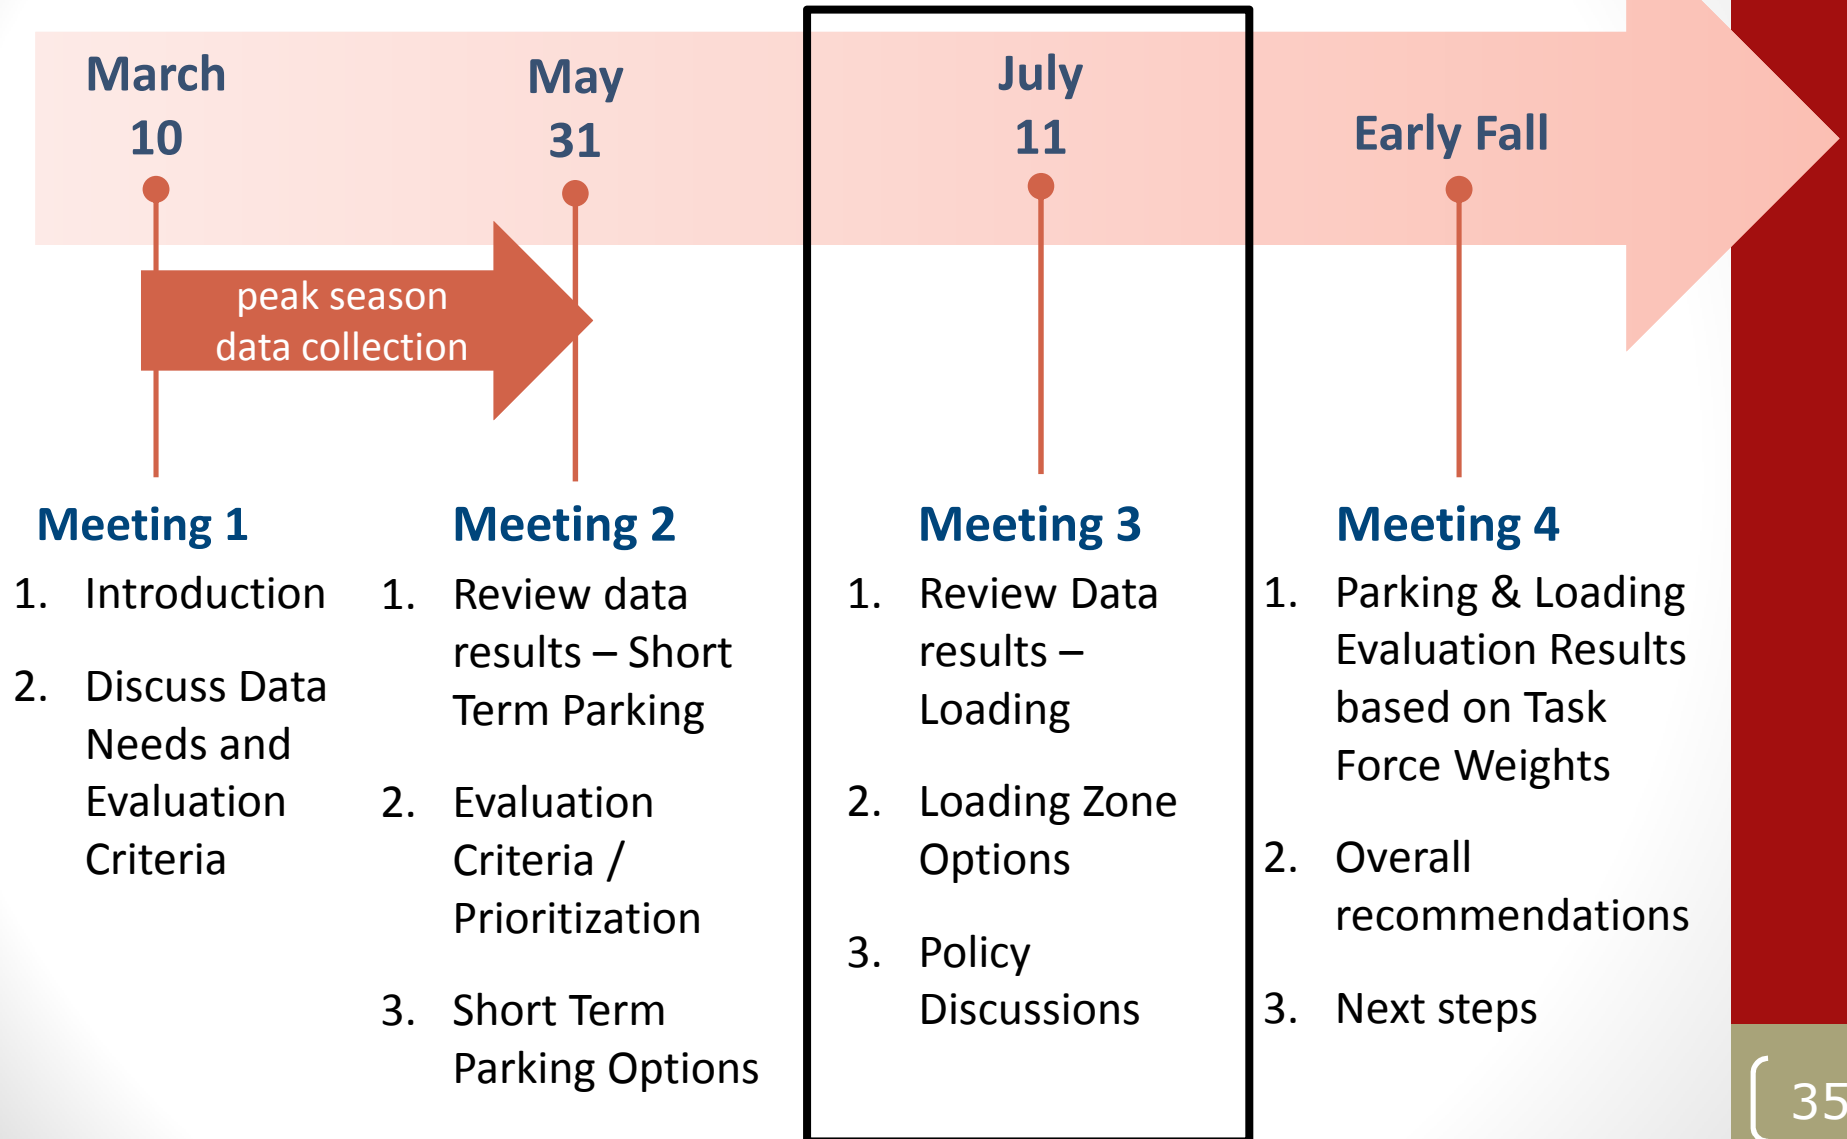 March
10
May
31
July
11
Early Fall
peak season
data collection
Meeting 1
1. Introduction
2. Discuss Data
Needs and
Evaluation
Criteria
Meeting 2
1. Review data
results – Short
Term Parking
2. Evaluation
Criteria /
Prioritization
3. Short Term
Parking Options
Meeting 3
1. Review Data
results –
Loading
2. Loading Zone
Options
3. Policy
Discussions
Meeting 4
1. Parking & Loading
Evaluation Results
based on Task
Force Weights
2. Overall
recommendations
3. Next steps
35